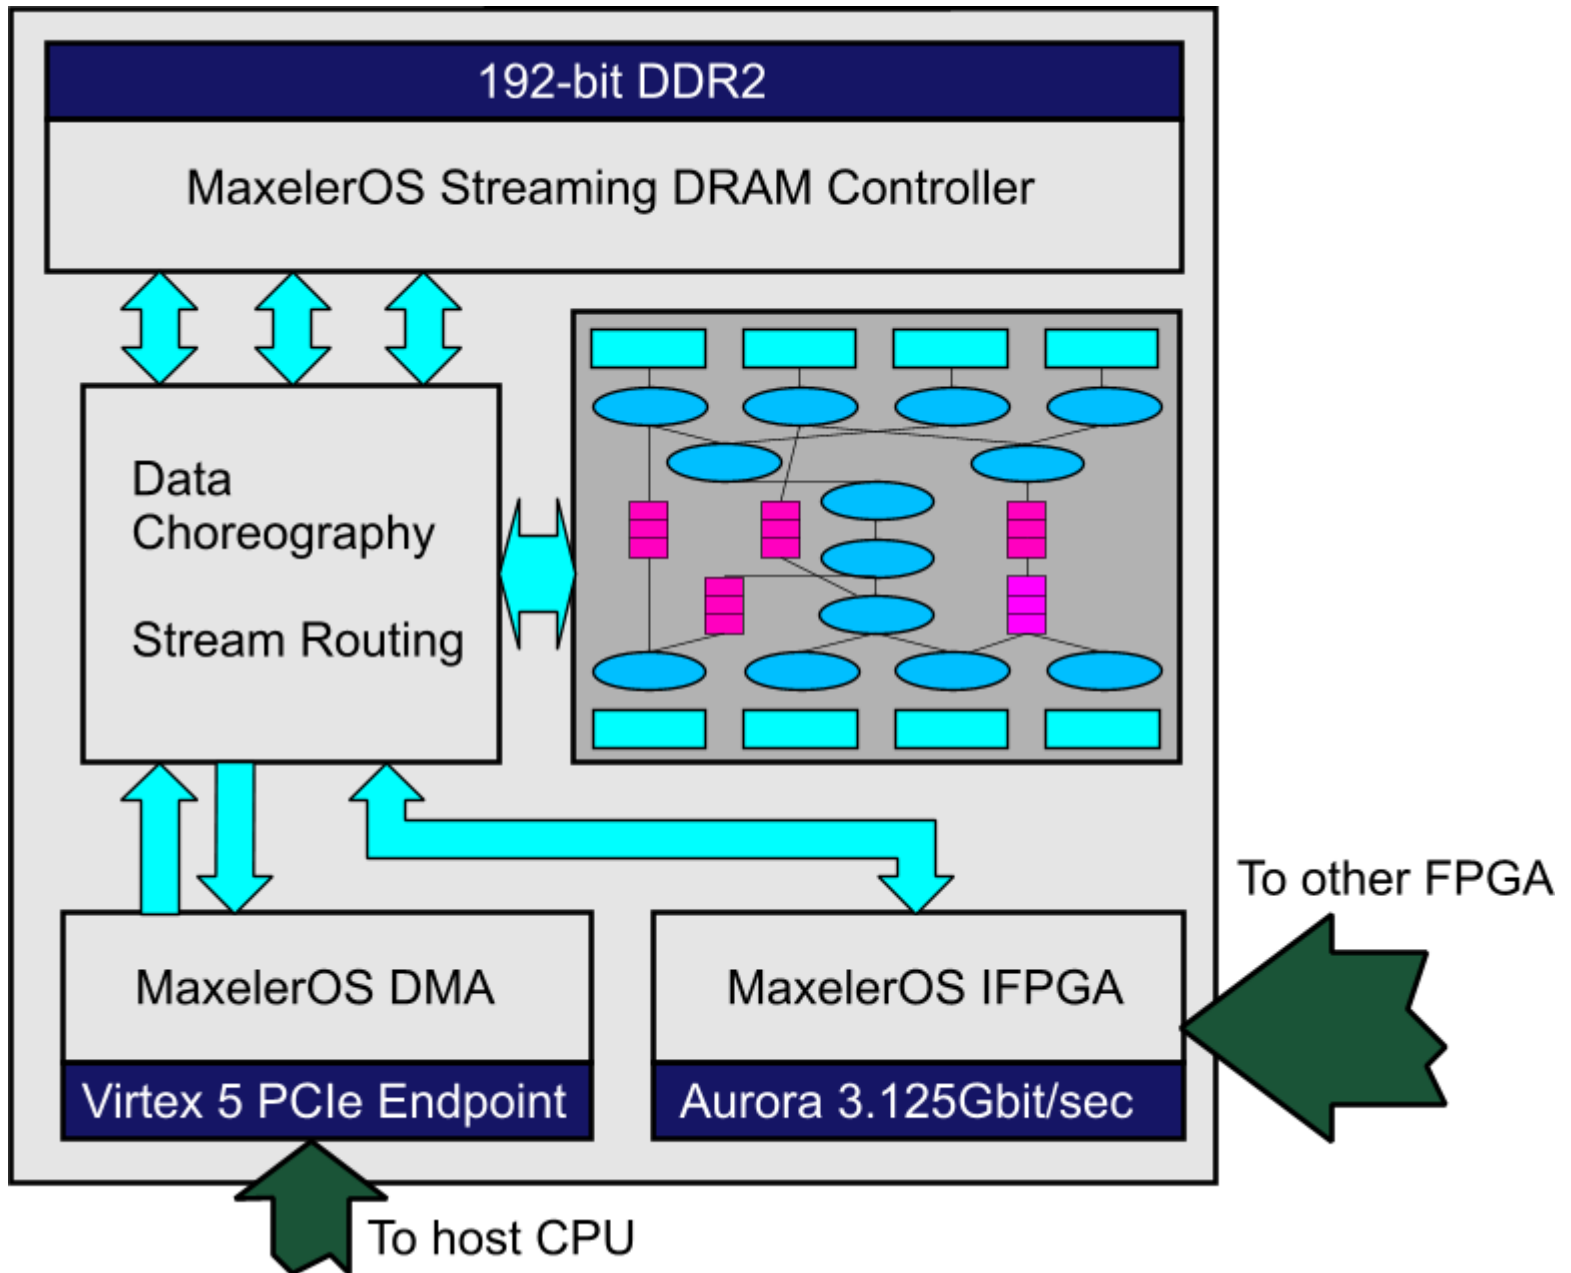 192-bit DDR2
MaxelerOS Streaming DRAM Controller
Data
Choreography
Stream Routing
To other FPGA
MaxelerOS DMA
MaxelerOS IFPGA
Virtex 5 PCIe Endpoint
Aurora 3.125Gbit/sec
To host CPU